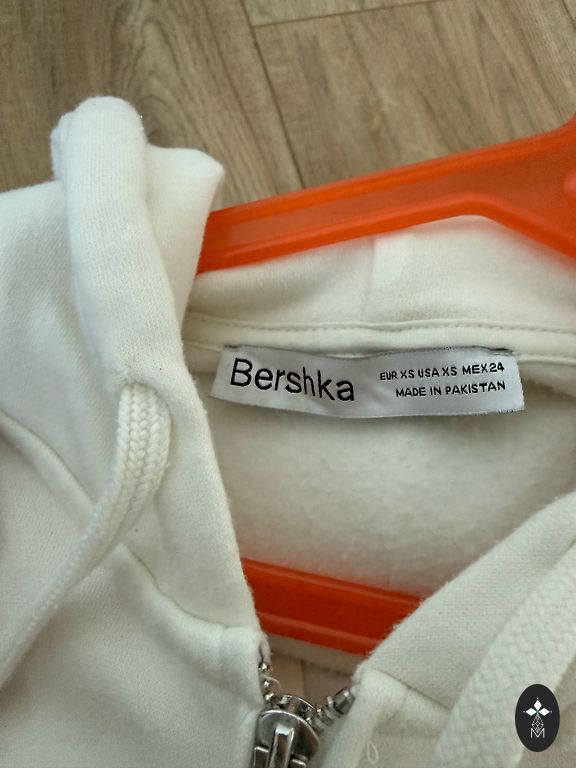 Bershka
EUR XS USA XS MEX24
MADE IN PAKISTAN